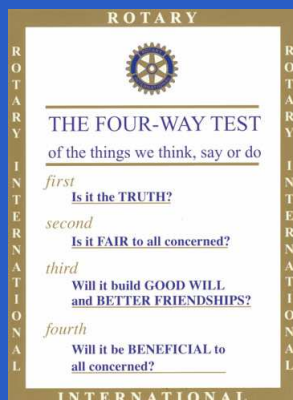 ROTARY
ROTARY INTERNATIONAL
ROTARY INTERNATIONAL
THE FOUR-WAY TEST
of the things we think, say or do
first
Is it the TRUTH?
second
Is it FAIR to all concerned?
third
Will it build GOOD WILL
and BETTER FRIENDSHIPS?
fourth
Will it be BENEFICIAL to
all concerned?
INTERNATIONAL